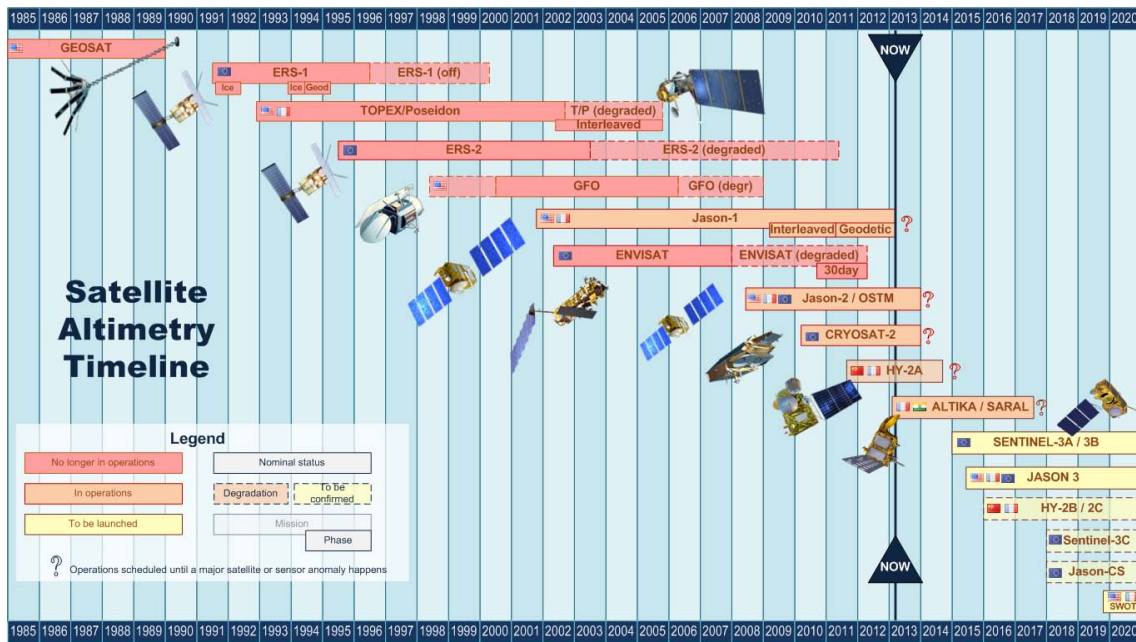 1985 1986 1987 1988 1989 1990 1991 1992 1993 1994 1995 1996 1997 1998 1999 2000 2001 2002 2003 2004 2005 2006 2007 2008 2009 2010 2011 2012 2013 2014 2015 2016 2017 2018 2019 2020
GEOSAT
NOW
ERS-1 ERS-1 (off)
Ice Ice Geod
TOPEX/Poseidon T/P (degraded)
Interleaved
ERS-2 ERS-2 (degraded)
GFO GFO (degr)
Jason-1 ?
Interleaved Geodetic
ENVISAT ENVISAT (degraded)
30day
Satellite
Altimetry
Timeline
Jason-2 / OSTM ?
CRYOSAT-2 ?
HY-2A ?
ALTIKA / SARAL ?
SENTINEL-3A / 3B
JASON 3
HY-2B / 2C
Sentinel-3C
Jason-CS
SWOT
NOW
Legend
No longer in operations
In operations
To be launched
Nominal status
Degradation
To be
confirmed
Mission
Phase
? Operations scheduled until a major satellite or sensor anomaly happens
1985 1986 1987 1988 1989 1990 1991 1992 1993 1994 1995 1996 1997 1998 1999 2000 2001 2002 2003 2004 2005 2006 2007 2008 2009 2010 2011 2012 2013 2014 2015 2016 2017 2018 2019 2020